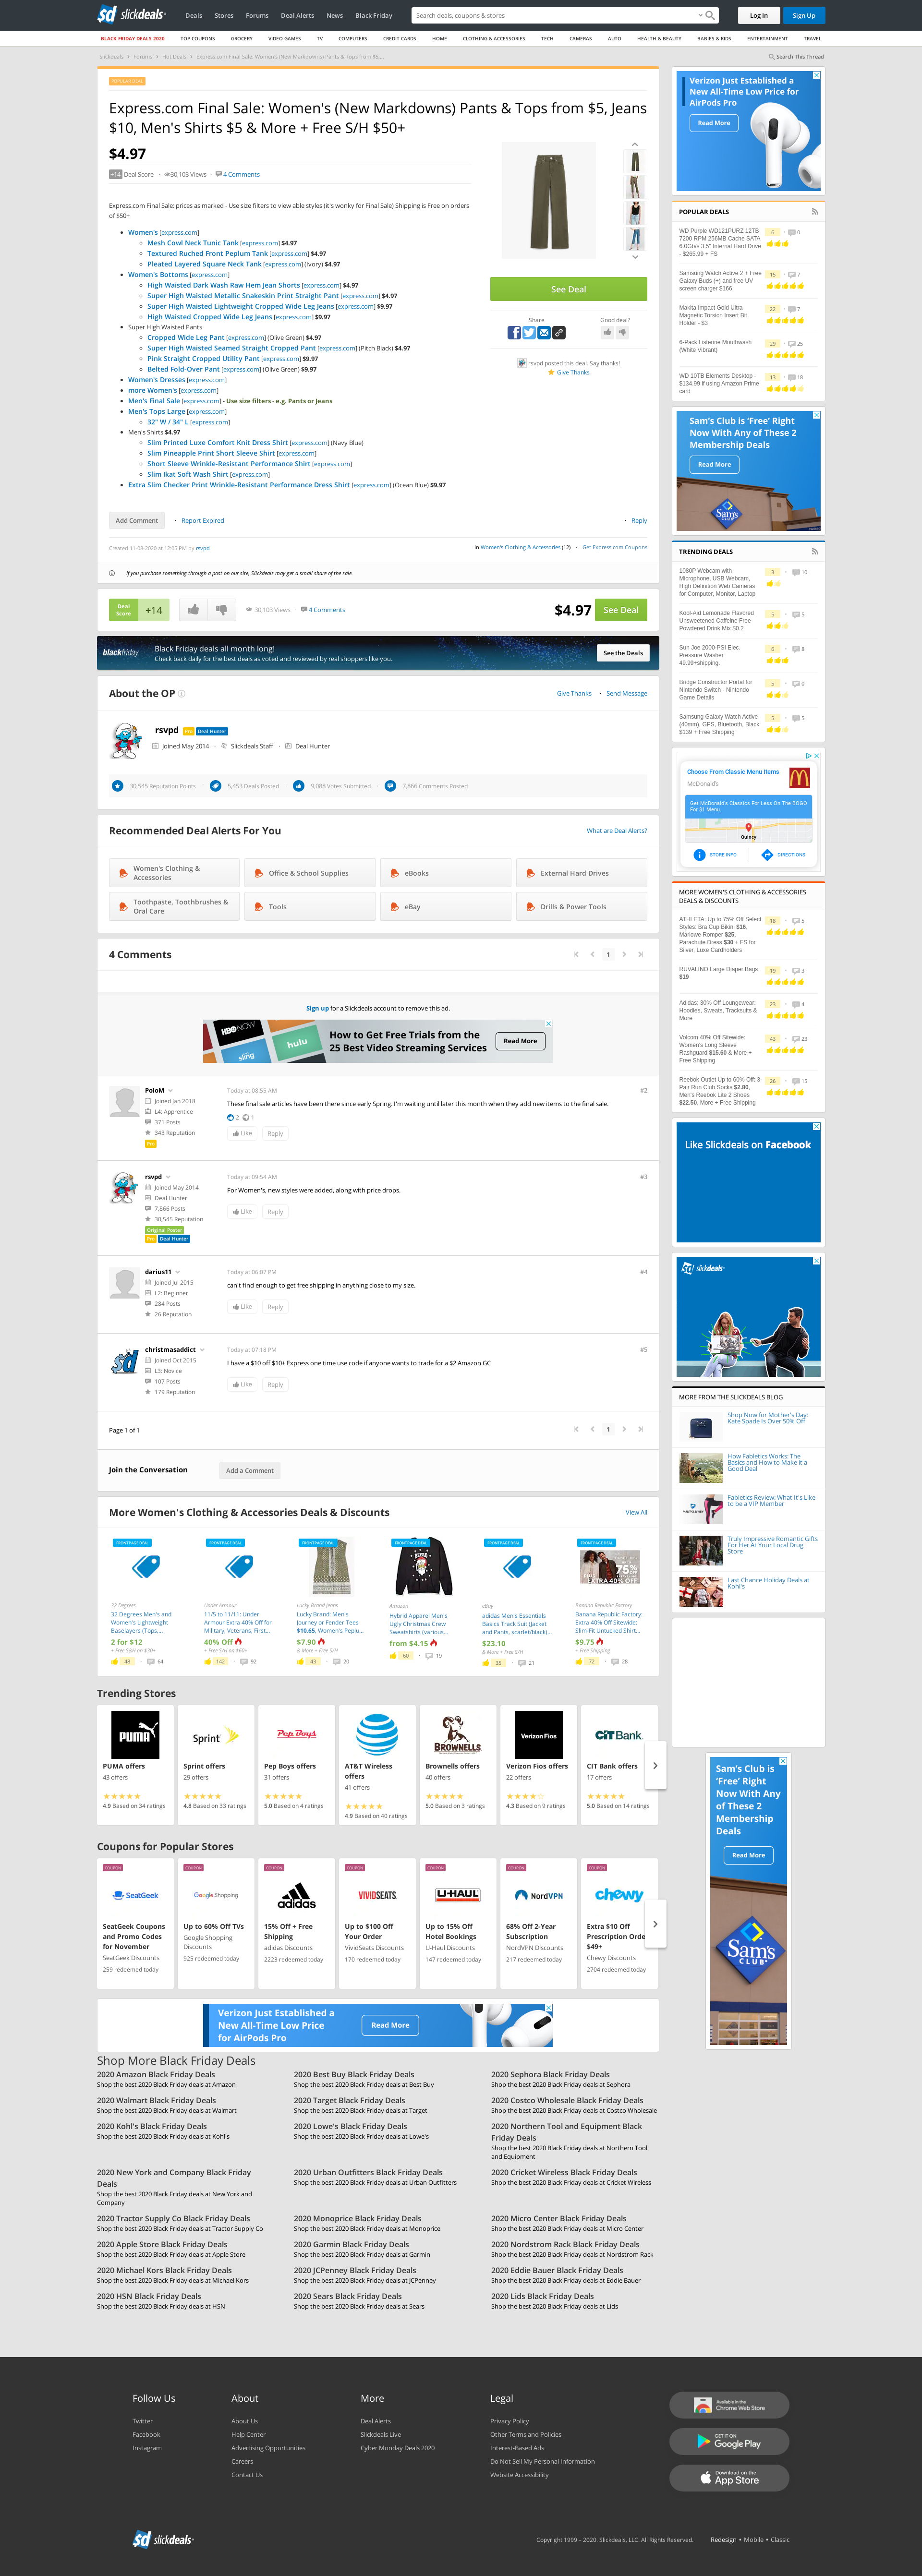 slickdeals
Deals
Stores
Forums
Deal Alerts
News
Black Friday
Search deals, coupons & stores
Log In
Sign Up
BLACK FRIDAY DEALS 2020
TOP COUPONS
GROCERY
VIDEO GAMES
TV
COMPUTERS
CREDIT CARDS
HOME
CLOTHING & ACCESSORIES
TECH
CAMERAS
AUTO
HEALTH & BEAUTY
BABIES & KIDS
ENTERTAINMENT
TRAVEL
Slickdeals > Forums > Hot Deals > Express.com Final Sale: Women's (New Markdowns) Pants & Tops from $5,...
Search This Thread
POPULAR DEAL
Express.com Final Sale: Women's (New Markdowns) Pants & Tops from $5, Jeans
$10, Men's Shirts $5 & More + Free S/H $50+
$4.97
+14 Deal Score
30,103 Views
4 Comments
Express.com Final Sale: prices as marked - Use size filters to view able styles (it's wonky for Final Sale) Shipping is Free on orders
of $50+
Women's [express.com]
Mesh Cowl Neck Tunic Tank [express.com] $4.97
Textured Ruched Front Peplum Tank [express.com] $4.97
Pleated Layered Square Neck Tank [express.com] (Ivory) $4.97
Women's Bottoms [express.com]
High Waisted Dark Wash Raw Hem Jean Shorts [express.com] $4.97
Super High Waisted Metallic Snakeskin Print Straight Pant [express.com] $4.97
Super High Waisted Lightweight Cropped Wide Leg Jeans [express.com] $9.97
High Waisted Cropped Wide Leg Jeans [express.com] $9.97
Super High Waisted Pants
Cropped Wide Leg Pant [express.com] (Olive Green) $4.97
Super High Waisted Seamed Straight Cropped Pant [express.com] (Pitch Black) $4.97
Pink Straight Cropped Utility Pant [express.com] $9.97
Belted Fold-Over Pant [express.com] (Olive Green) $9.97
Women's Dresses [express.com]
more Women's [express.com]
Men's Final Sale [express.com] - Use size filters - e.g. Pants or Jeans
Men's Tops Large [express.com]
32" W / 34" L [express.com]
Men's Shirts $4.97
Slim Printed Luxe Comfort Knit Dress Shirt [express.com] (Navy Blue)
Slim Pineapple Print Short Sleeve Shirt [express.com]
Short Sleeve Wrinkle-Resistant Performance Shirt [express.com]
Slim Ikat Soft Wash Shirt [express.com]
Extra Slim Checker Print Wrinkle-Resistant Performance Dress Shirt [express.com] (Ocean Blue) $9.97
See Deal
Share
Good deal?
rsvpd posted this deal. Say thanks!
Give Thanks
Add Comment
Report Expired
Reply
Created 11-08-2020 at 12:05 PM by rsvpd
in Women's Clothing & Accessories (12)
Get Express.com Coupons
If you purchase something through a post on our site, Slickdeals may get a small share of the sale.
Deal Score
+14
30,103 Views
4 Comments
$4.97
See Deal
blackfriday
Black Friday deals all month long!
Check back daily for the best deals as voted and reviewed by real shoppers like you.
See the Deals
About the OP
Give Thanks
Send Message
rsvpd Pro Deal Hunter
Joined May 2014
Slickdeals Staff
Deal Hunter
30,545 Reputation Points
5,453 Deals Posted
9,088 Votes Submitted
7,866 Comments Posted
Recommended Deal Alerts For You
What are Deal Alerts?
Women's Clothing & Accessories
Office & School Supplies
eBooks
External Hard Drives
Toothpaste, Toothbrushes & Oral Care
Tools
eBay
Drills & Power Tools
4 Comments
1
Sign up for a Slickdeals account to remove this ad.
HBO NOW
sling
hulu
How to Get Free Trials from the
25 Best Video Streaming Services
Read More
PoloM
Joined Jan 2018
L4: Apprentice
371 Posts
343 Reputation
Pro
Today at 08:55 AM
#2
These final sale articles have been there since early Spring. I'm waiting until later this month when they add new items to the final sale.
2
1
Like
Reply
rsvpd
Joined May 2014
Deal Hunter
7,866 Posts
30,545 Reputation
Original Poster
Pro Deal Hunter
Today at 09:54 AM
#3
For Women's, new styles were added, along with price drops.
Like
Reply
darius11
Joined Jul 2015
L2: Beginner
284 Posts
26 Reputation
Today at 06:07 PM
#4
can't find enough to get free shipping in anything close to my size.
Like
Reply
christmasaddict
Joined Oct 2015
L3: Novice
107 Posts
179 Reputation
Today at 07:18 PM
#5
I have a $10 off $10+ Express one time use code if anyone wants to trade for a $2 Amazon GC
Like
Reply
Page 1 of 1
1
Join the Conversation
Add a Comment
More Women's Clothing & Accessories Deals & Discounts
View All
FRONTPAGE DEAL
32 Degrees
32 Degrees Men's and
Women's Lightweight
Baselayers (Tops,...
2 for $12
+ Free S&H on $30+
48
64
Under Armour
11/5 to 11/11: Under
Armour Extra 40% Off for
Military, Veterans, First...
40% Off
+ Free S/H on $60+
142
92
FRONTPAGE DEAL
Lucky Brand Jeans
Lucky Brand: Men's
Journey or Fender Tees
$10.65, Women's Peplu...
$7.90
& More + Free S/H
43
20
FRONTPAGE DEAL
Amazon
Hybrid Apparel Men's
Ugly Christmas Crew
Sweatshirts (various...
from $4.15
60
19
FRONTPAGE DEAL
eBay
adidas Men's Essentials
Basics Track Suit (Jacket
and Pants, scarlet/black)...
$23.10
& More + Free S/H
35
21
FRONTPAGE DEAL
Banana Republic Factory
Banana Republic Factory:
Extra 40% Off Sitewide:
Slim-Fit Untucked Shirt...
$9.75
+ Free Shipping
72
28
Trending Stores
PUMA offers
43 offers
4.9 Based on 34 ratings
Sprint offers
29 offers
4.8 Based on 33 ratings
Pep Boys offers
31 offers
5.0 Based on 4 ratings
AT&T Wireless offers
41 offers
4.9 Based on 40 ratings
Brownells offers
40 offers
5.0 Based on 3 ratings
Verizon Fios offers
22 offers
4.3 Based on 9 ratings
CIT Bank offers
17 offers
5.0 Based on 14 ratings
Coupons for Popular Stores
COUPON
SeatGeek
SeatGeek Coupons
and Promo Codes
for November
SeatGeek Discounts
259 redeemed today
COUPON
Google Shopping
Up to 60% Off TVs
Google Shopping Discounts
925 redeemed today
COUPON
adidas
15% Off + Free
Shipping
adidas Discounts
2223 redeemed today
COUPON
VIVIDSEATS
Up to $100 Off
Your Order
VividSeats Discounts
170 redeemed today
COUPON
U-HAUL
Up to 15% Off
Hotel Bookings
U-Haul Discounts
147 redeemed today
COUPON
NordVPN
68% Off 2-Year
Subscription
NordVPN Discounts
217 redeemed today
COUPON
chewy
Extra $10 Off
Prescription Orde
$49+
Chewy Discounts
2704 redeemed today
Verizon Just Established a
New All-Time Low Price
for AirPods Pro
Read More
Shop More Black Friday Deals
2020 Amazon Black Friday Deals
Shop the best 2020 Black Friday deals at Amazon
2020 Best Buy Black Friday Deals
Shop the best 2020 Black Friday deals at Best Buy
2020 Sephora Black Friday Deals
Shop the best 2020 Black Friday deals at Sephora
2020 Walmart Black Friday Deals
Shop the best 2020 Black Friday deals at Walmart
2020 Target Black Friday Deals
Shop the best 2020 Black Friday deals at Target
2020 Costco Wholesale Black Friday Deals
Shop the best 2020 Black Friday deals at Costco Wholesale
2020 Kohl's Black Friday Deals
Shop the best 2020 Black Friday deals at Kohl's
2020 Lowe's Black Friday Deals
Shop the best 2020 Black Friday deals at Lowe's
2020 Northern Tool and Equipment Black
Friday Deals
Shop the best 2020 Black Friday deals at Northern Tool
and Equipment
2020 New York and Company Black Friday
Deals
Shop the best 2020 Black Friday deals at New York and
Company
2020 Urban Outfitters Black Friday Deals
Shop the best 2020 Black Friday deals at Urban Outfitters
2020 Cricket Wireless Black Friday Deals
Shop the best 2020 Black Friday deals at Cricket Wireless
2020 Tractor Supply Co Black Friday Deals
Shop the best 2020 Black Friday deals at Tractor Supply Co
2020 Monoprice Black Friday Deals
Shop the best 2020 Black Friday deals at Monoprice
2020 Micro Center Black Friday Deals
Shop the best 2020 Black Friday deals at Micro Center
2020 Apple Store Black Friday Deals
Shop the best 2020 Black Friday deals at Apple Store
2020 Garmin Black Friday Deals
Shop the best 2020 Black Friday deals at Garmin
2020 Nordstrom Rack Black Friday Deals
Shop the best 2020 Black Friday deals at Nordstrom Rack
2020 Michael Kors Black Friday Deals
Shop the best 2020 Black Friday deals at Michael Kors
2020 JCPenney Black Friday Deals
Shop the best 2020 Black Friday deals at JCPenney
2020 Eddie Bauer Black Friday Deals
Shop the best 2020 Black Friday deals at Eddie Bauer
2020 HSN Black Friday Deals
Shop the best 2020 Black Friday deals at HSN
2020 Sears Black Friday Deals
Shop the best 2020 Black Friday deals at Sears
2020 Lids Black Friday Deals
Shop the best 2020 Black Friday deals at Lids
Verizon Just Established a
New All-Time Low Price for
AirPods Pro
Read More
POPULAR DEALS
WD Purple WD121PURZ 12TB
7200 RPM 256MB Cache SATA
6.0Gb/s 3.5" Internal Hard Drive
- $265.99 + FS
6
0
Samsung Watch Active 2 + Free
Galaxy Buds (+) and free UV
screen charger $166
15
7
Makita Impact Gold Ultra-
Magnetic Torsion Insert Bit
Holder - $3
22
7
6-Pack Listerine Mouthwash
(White Vibrant)
29
25
WD 10TB Elements Desktop -
$134.99 if using Amazon Prime
card
13
18
Sam's Club is 'Free' Right
Now With Any of These 2
Membership Deals
Read More
TRENDING DEALS
1080P Webcam with
Microphone, USB Webcam,
High Definition Web Cameras
for Computer, Monitor, Laptop
3
10
Kool-Aid Lemonade Flavored
Unsweetened Caffeine Free
Powdered Drink Mix $0.2
5
5
Sun Joe 2000-PSI Elec.
Pressure Washer
49.99+shipping.
6
8
Bridge Constructor Portal for
Nintendo Switch - Nintendo
Game Details
5
0
Samsung Galaxy Watch Active
(40mm), GPS, Bluetooth, Black
$139 + Free Shipping
5
5
Choose From Classic Menu Items
McDonald's
Get McDonald's Classics For Less On The BOGO
For $1 Menu.
Quincy
STORE INFO
DIRECTIONS
MORE WOMEN'S CLOTHING & ACCESSORIES
DEALS & DISCOUNTS
ATHLETA: Up to 75% Off Select
Styles: Bra Cup Bikini $16,
Marlowe Romper $25,
Parachute Dress $30 + FS for
Silver, Luxe Cardholders
18
5
RUVALINO Large Diaper Bags
$19
19
3
Adidas: 30% Off Loungewear:
Hoodies, Sweats, Tracksuits &
More
23
4
Volcom 40% Off Sitewide:
Women's Long Sleeve
Rashguard $15.60 & More +
Free Shipping
43
23
Reebok Outlet Up to 60% Off: 3-
Pair Run Club Socks $2.80,
Men's Reebok Lite 2 Shoes
$22.50, More + Free Shipping
26
15
Like Slickdeals on Facebook
slickdeals
MORE FROM THE SLICKDEALS BLOG
Shop Now for Mother's Day:
Kate Spade Is Over 50% Off
How Fabletics Works: The
Basics and How to Make it a
Good Deal
Fabletics Review: What It's Like
to be a VIP Member
Truly Impressive Romantic Gifts
For Her At Your Local Drug
Store
Last Chance Holiday Deals at
Kohl's
Sam's Club is
'Free' Right
Now With Any
of These 2
Membership
Deals
Read More
Sam's
CLUB
Follow Us
Twitter
Facebook
Instagram
About
About Us
Help Center
Advertising Opportunities
Careers
Contact Us
More
Deal Alerts
Slickdeals Live
Cyber Monday Deals 2020
Legal
Privacy Policy
Other Terms and Policies
Interest-Based Ads
Do Not Sell My Personal Information
Website Accessibility
Available in the
Chrome Web Store
GET IT ON
Google Play
Download on the
App Store
slickdeals
Copyright 1999 – 2020. Slickdeals, LLC. All Rights Reserved.
Redesign • Mobile • Classic